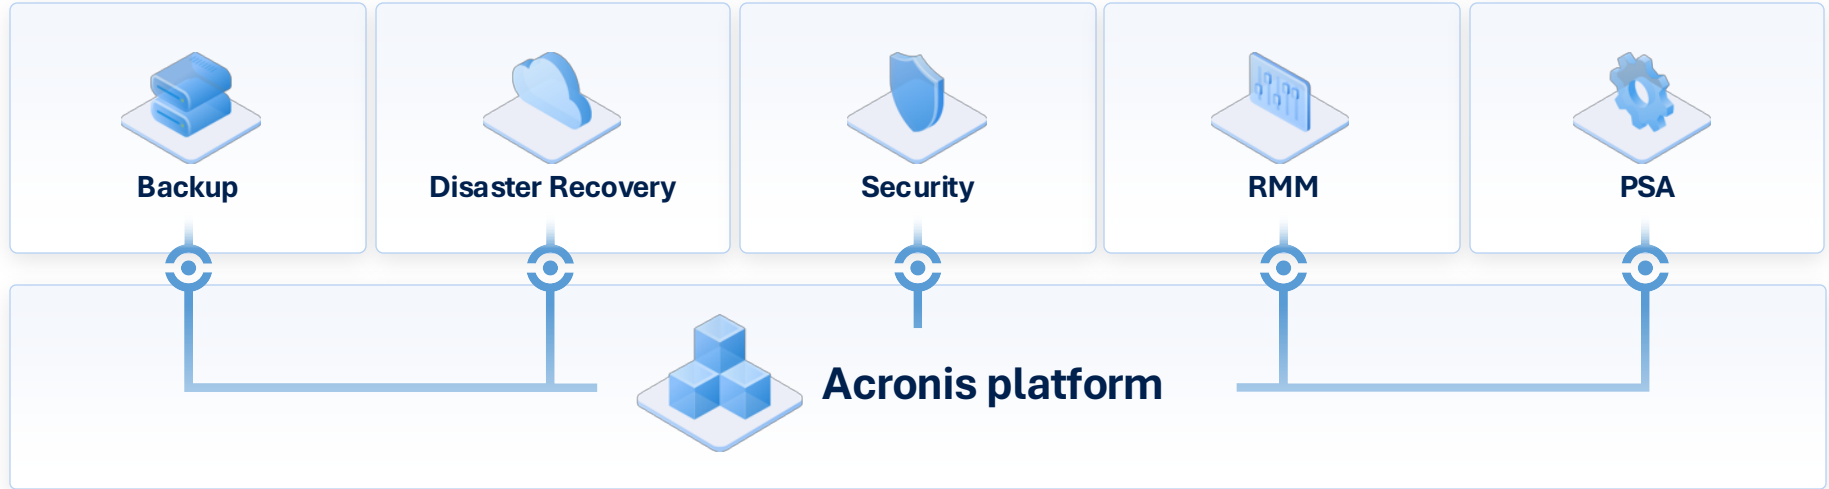 Backup
Disaster Recovery
Security
RMM
PSA
Acronis platform